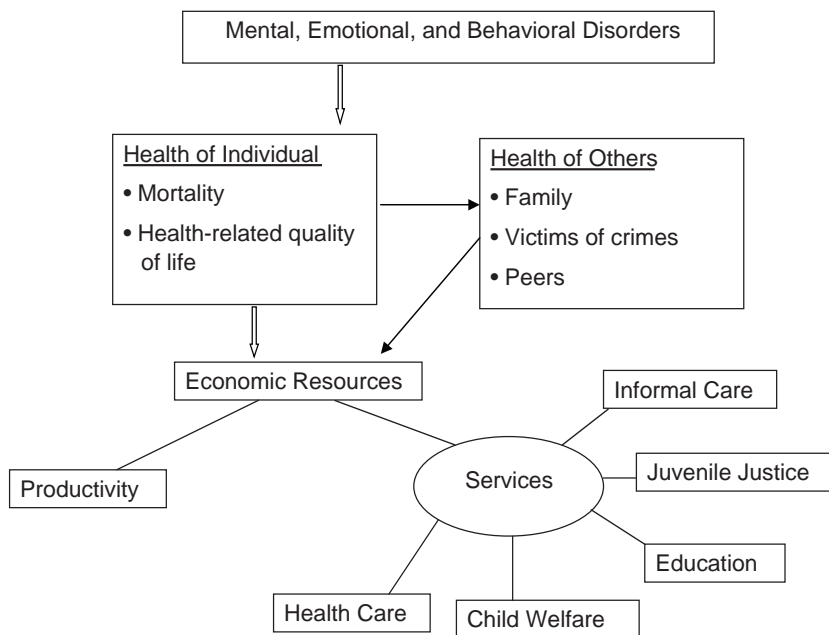 Mental, Emotional, and Behavioral Disorders
Health of Individual
• Mortality
• Health-related quality
of life
Health of Others
• Family
• Victims of crimes
• Peers
Economic Resources
Informal Care
Productivity
Services
Juvenile Justice
Education
Health Care
Child Welfare